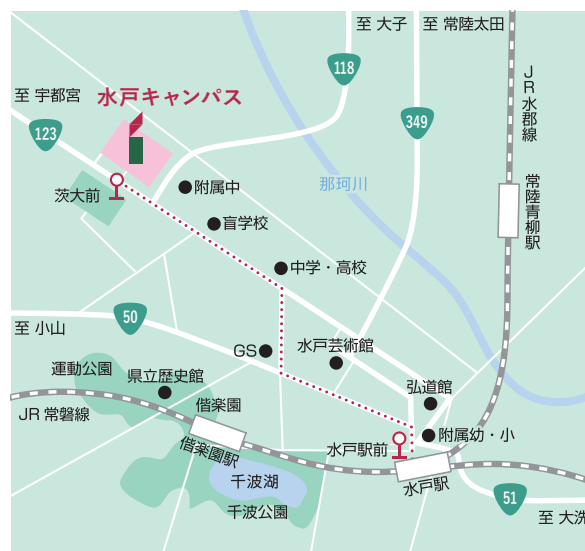 至 大子
至 常陸太田
118
JR水郡線
至 宇都宮
水戸キャンパス
123
349
附属中
那珂川
常陸青柳駅
茨大前
盲学校
中学・高校
50
至 小山
GS
水戸芸術館
運動公園
県立歴史館
弘道館
偕楽園
JR 常磐線
附属幼・小
偕楽園駅
水戸駅前
千波湖
水戸駅
51
千波公園
至 大洗